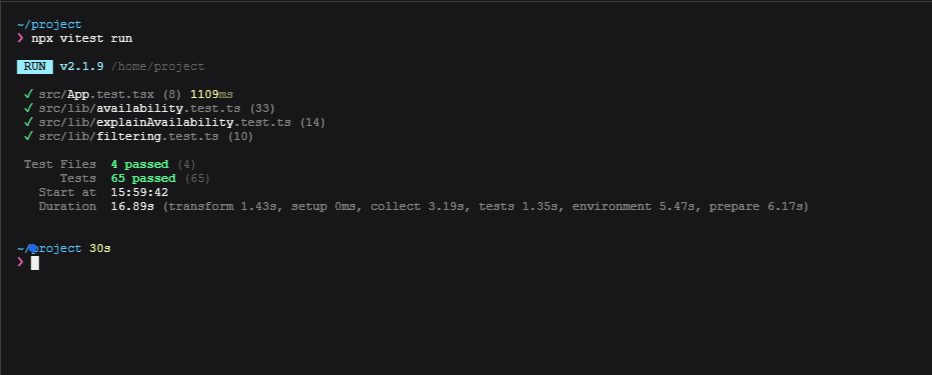 ~/project
❯ npx vitest run
RUN v2.1.9 /home/project
✓ src/App.test.tsx (8) 1109ms
✓ src/lib/availability.test.ts (33)
✓ src/lib/explainAvailability.test.ts (14)
✓ src/lib/filtering.test.ts (10)
Test Files 4 passed (4)
Tests 65 passed (65)
Start at 15:59:42
Duration 16.89s (transform 1.43s, setup 0ms, collect 3.19s, tests 1.35s, environment 5.47s, prepare 6.17s)
~/project 30s
❯